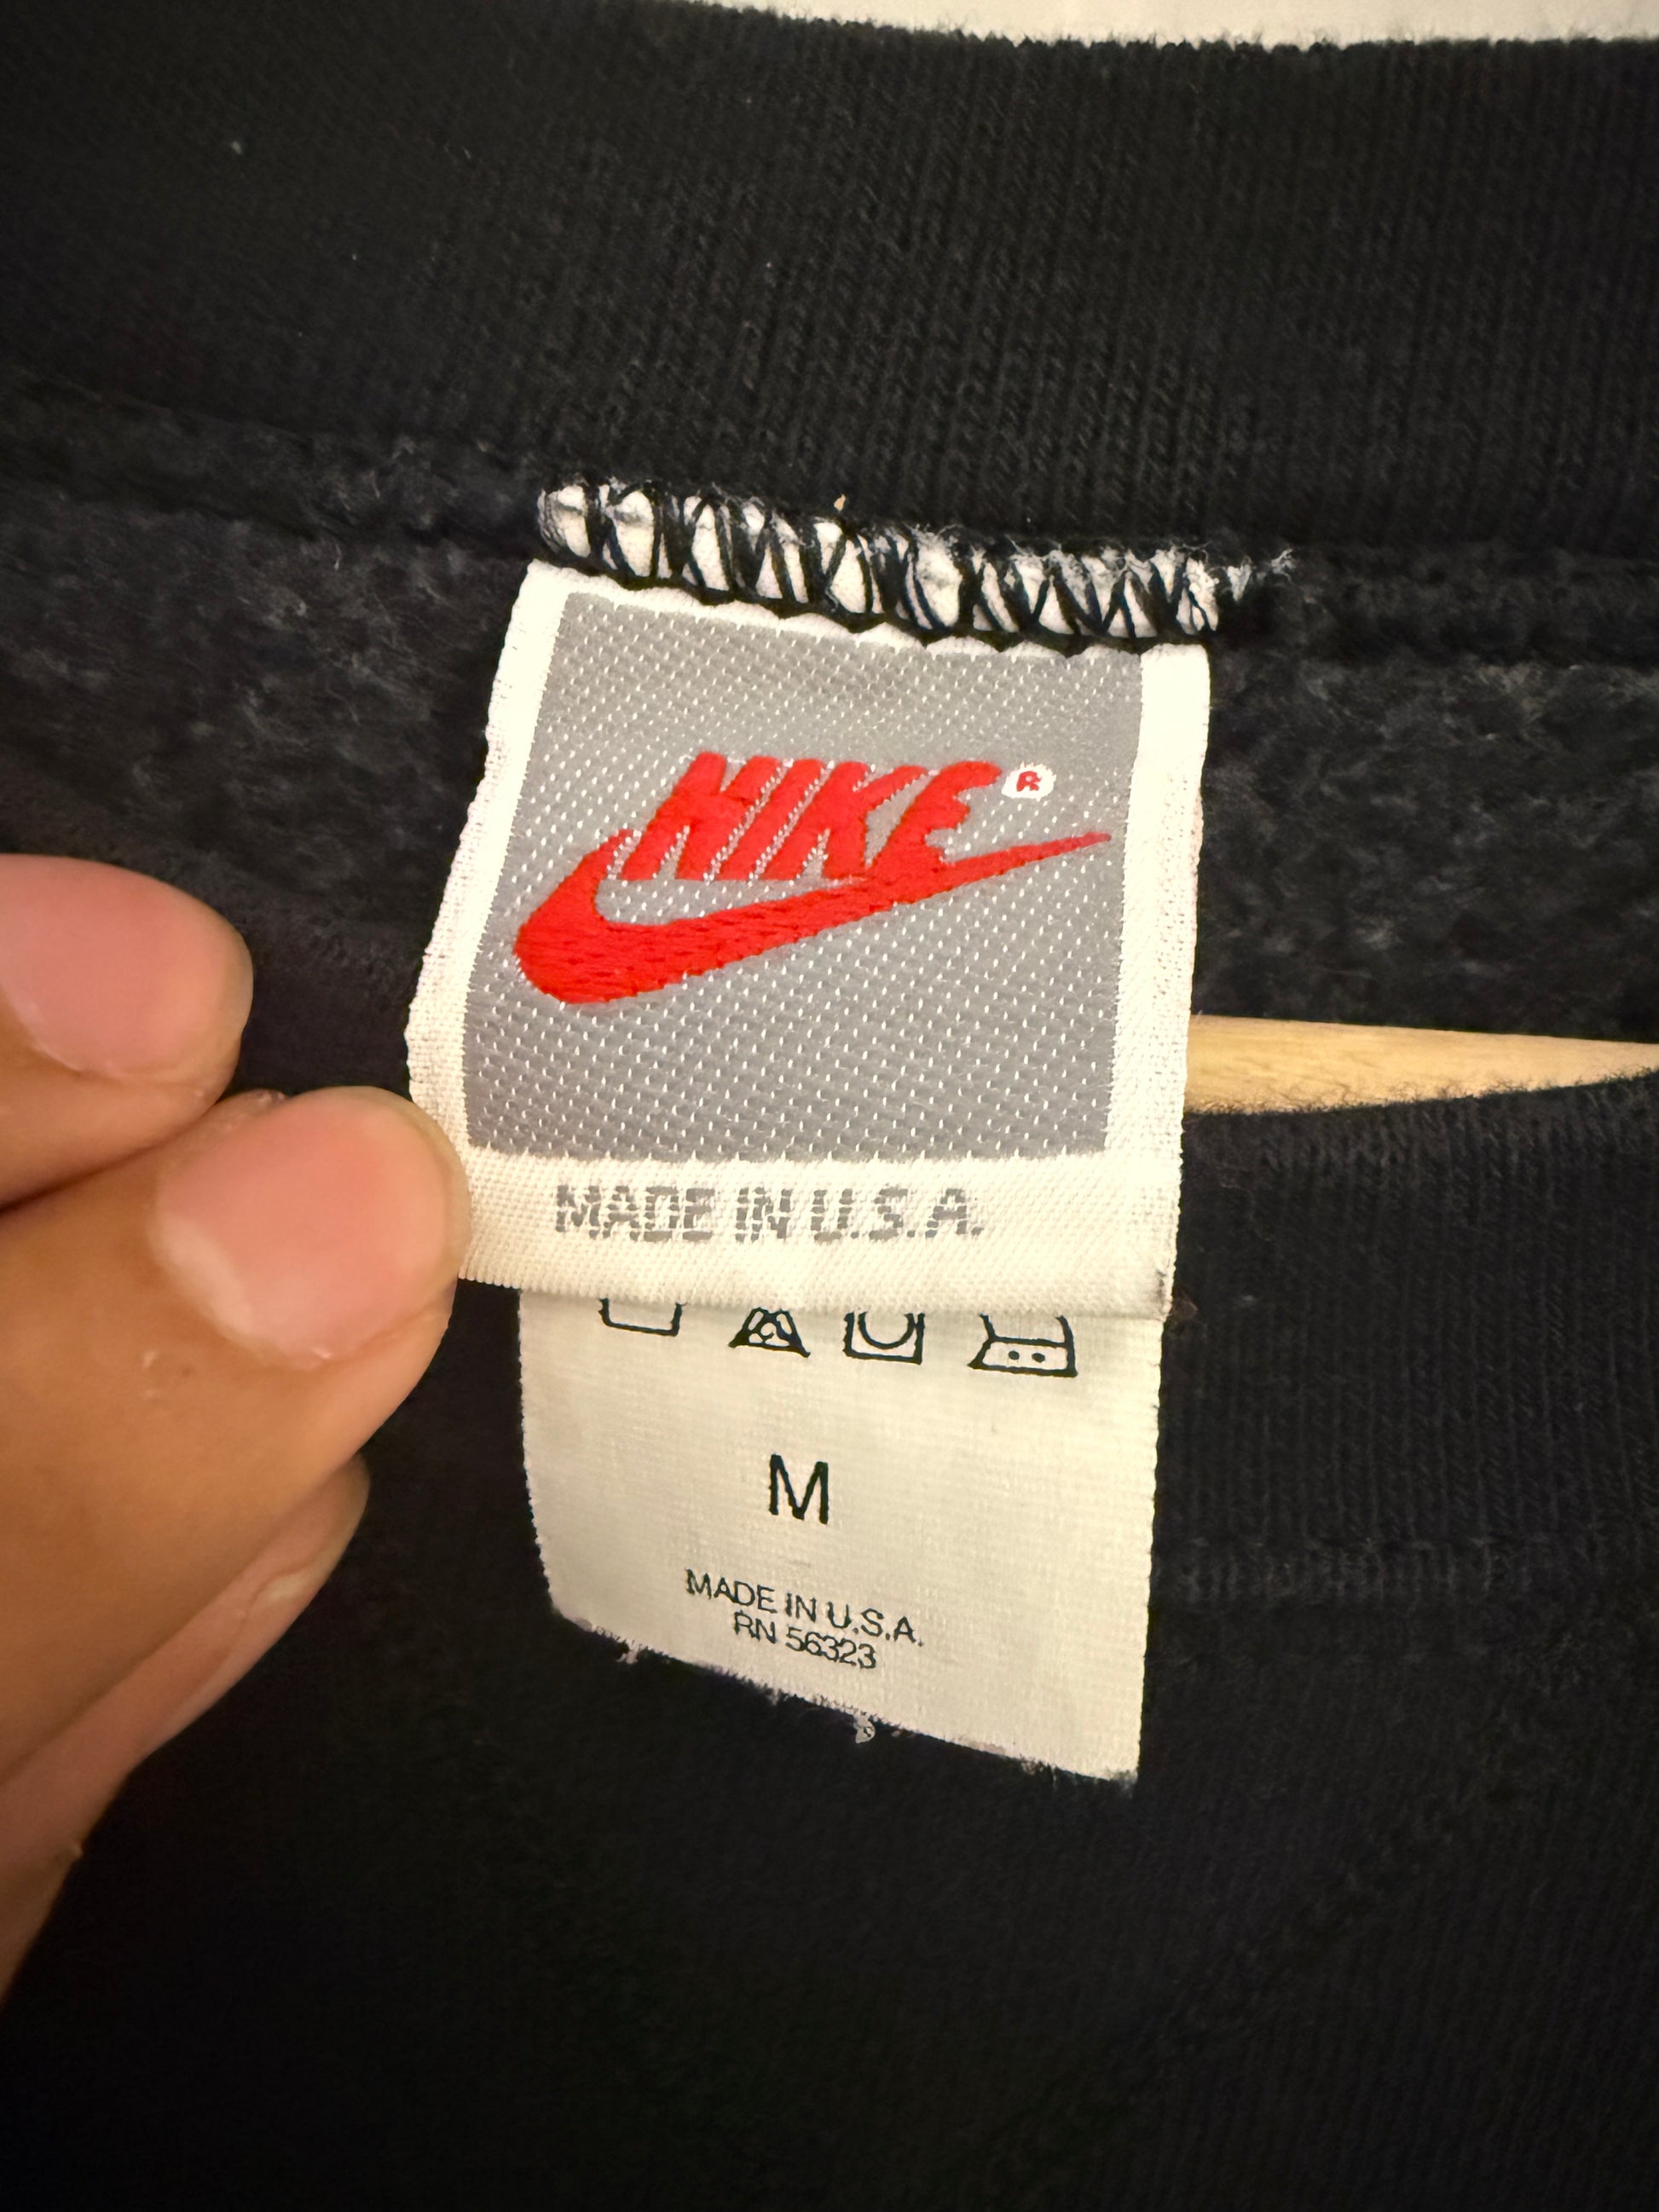 NIKE®
MADE IN U.S.A.
M
MADE IN U.S.A.
RN 56323